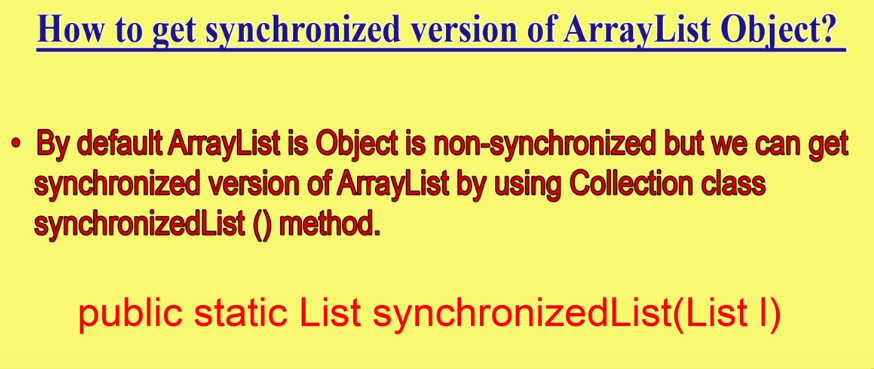 How to get synchronized version of ArrayList Object?
• By default ArrayList is Object is non-synchronized but we can get
synchronized version of ArrayList by using Collection class
synchronizedList () method.
public static List synchronizedList(List l)